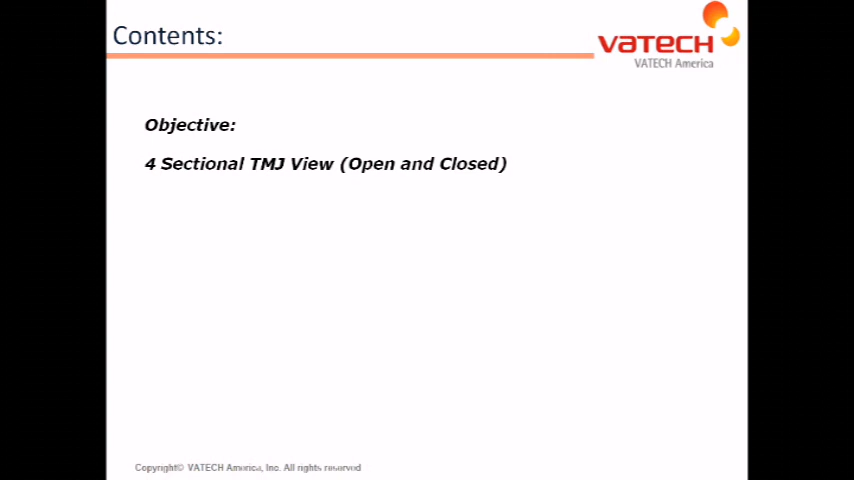 Contents:
VATECH
VATECH America
Objective:
4 Sectional TMJ View (Open and Closed)
Copyright© VATECH America, Inc. All rights reserved